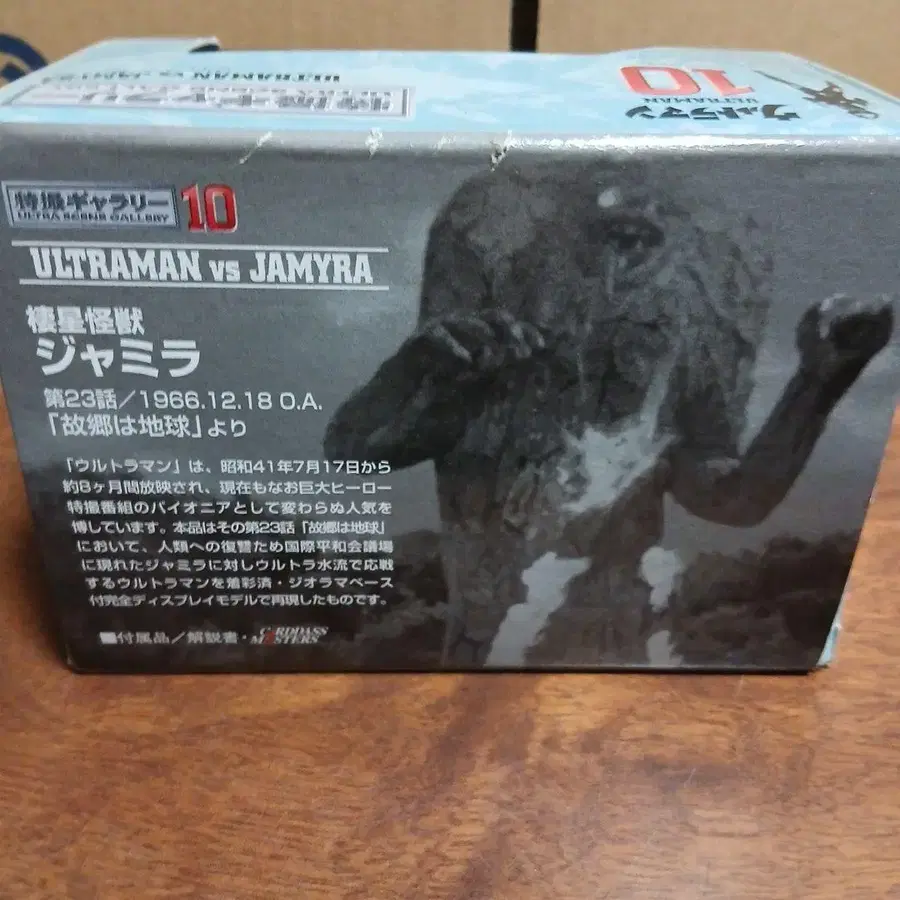 ULTRAMAN vs JAMYRA
特撮ギャラリー
10
ULTRAMAN
ウルトラマン
特撮ギャラリー 10
ULTRA SCENE GALLERY
ULTRAMAN vs JAMYRA
棲星怪獣
ジャミラ
第23話/1966.12.18 O.A.
「故郷は地球」より
「ウルトラマン」は、昭和41年7月17日から
約8ヶ月間放映され、現在もなお巨大ヒーロー
特撮番組のパイオニアとして変わらぬ人気を
博しています。本品はその第23話「故郷は地球」
において、人類への復讐ため国際平和会議場
に現れたジャミラに対しウルトラ水流で応戦
するウルトラマンを着彩済・ジオラマベース
付完全ディスプレイモデルで再現したものです。
■付属品/解説書・CARDDASS MASTERS